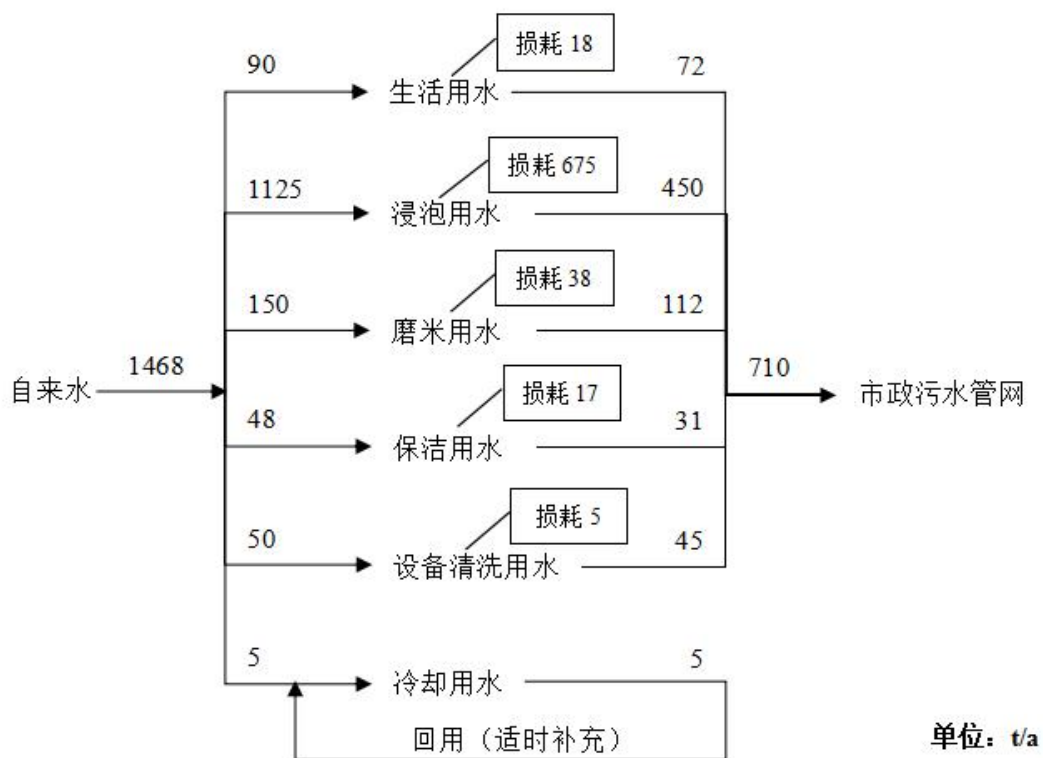 损耗 18
90
生活用水
72
损耗 675
1125
浸泡用水
450
损耗 38
150
磨米用水
112
自来水
1468
710
市政污水管网
损耗 17
48
保洁用水
31
损耗 5
50
设备清洗用水
45
5
冷却用水
5
回用（适时补充）
单位：t/a